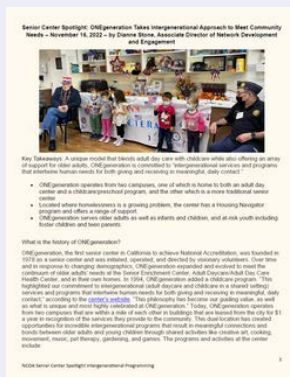 Senior Center Spotlight: ONEgeneration Takes Intergenerational Approach to Meet Community
Needs – November 16, 2022 – by Dianne Stone, Associate Director of Network Development
and Engagement
Key Takeaways: A unique model that blends adult day care with childcare while also offering an array
of support for older adults, ONEgeneration is committed to "intergenerational services and programs
that intertwine human needs for both giving and receiving in meaningful, daily contact."
• ONEgeneration operates from two campuses, one of which is home to both an adult day
center and a childcare/preschool program, and the other which is a more traditional senior
center.
• Located where homelessness is a growing problem, the center has a Housing Navigator
program and offers a range of support.
• ONEgeneration serves older adults as well as infants and children, and at-risk youth including
foster children and teen parents.
What is the history of ONEgeneration?
ONEgeneration, the first senior center in California to achieve National Accreditation, was founded in
1978 as a senior center and was initiated, operated, and directed by visionary volunteers. Over time
and in response to changing demographics, ONEgeneration expanded and evolved to meet the
continuum of older adults' needs at the Senior Enrichment Center, Adult Daycare/Adult Day Care
Health Center, and in their own homes. In 1994, ONEgeneration added a childcare program. "This
highlighted our commitment to intergenerational (adult daycare and childcare in a shared setting)
services and programs that intertwine human needs for both giving and receiving in meaningful, daily
contact," according to the center's website. "This philosophy has become our guiding value, as well
as what is unique and most highly celebrated at ONEgeneration." Today, ONEgeneration operates
from two campuses that are within a mile of each other in buildings that are leased from the city for $1
a year in recognition of the services they provide to the community. This dual location has created
opportunities for incredible intergenerational programs that result in meaningful connections and
bonds between older adults and young children through shared activities like creative art, cooking,
movement, music, pet therapy, gardening, and games. The programs and activities at the center
include:
NCOA Senior Center Spotlight Intergenerational Programming